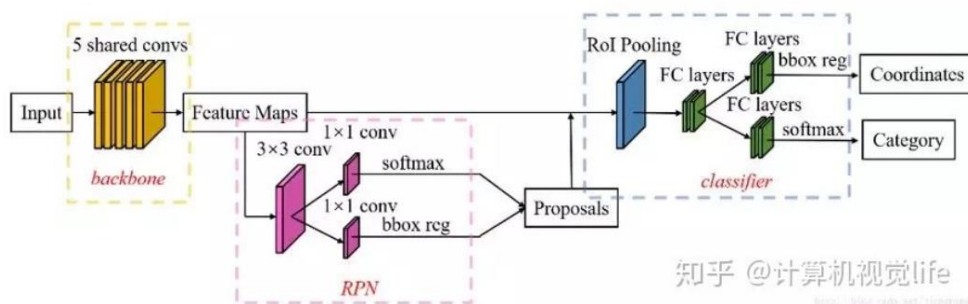 5 shared convs
Input
backbone
Feature Maps
3×3 conv
1×1 conv
softmax
1×1 conv
bbox reg
RPN
Proposals
RoI Pooling
FC layers
FC layers
bbox reg
FC layers
softmax
classifier
Coordinates
Category
知乎 @计算机视觉life